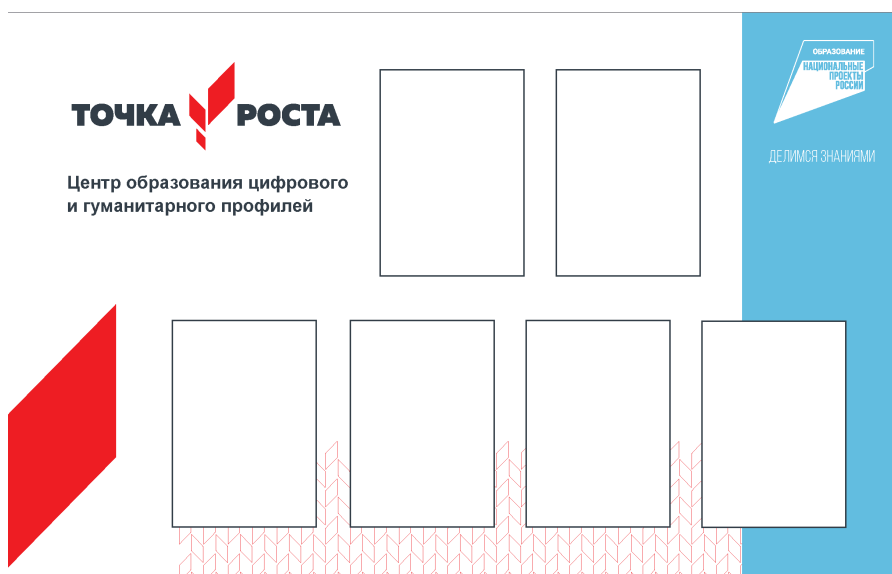 ТОЧКА РОСТА
Центр образования цифрового
и гуманитарного профилей
ОБРАЗОВАНИЕ
НАЦИОНАЛЬНЫЕ
ПРОЕКТЫ
РОССИИ
ДЕЛИМСЯ ЗНАНИЯМИ